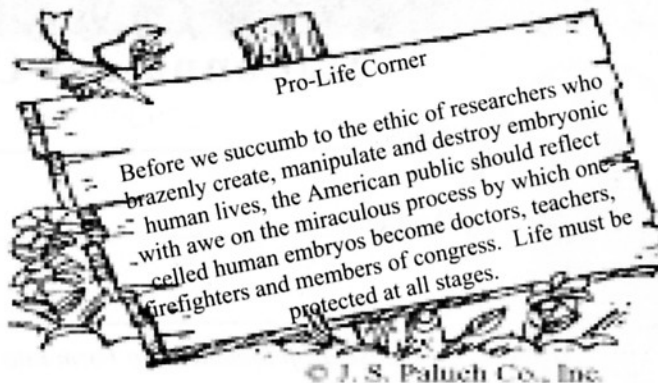 Pro-Life Corner
Before we succumb to the ethic of researchers who
brazenly create, manipulate and destroy embryonic
human lives, the American public should reflect
with awe on the miraculous process by which one-
celled human embryos become doctors, teachers,
firefighters and members of congress. Life must be
protected at all stages.
© J. S. Paluch Co., Inc.